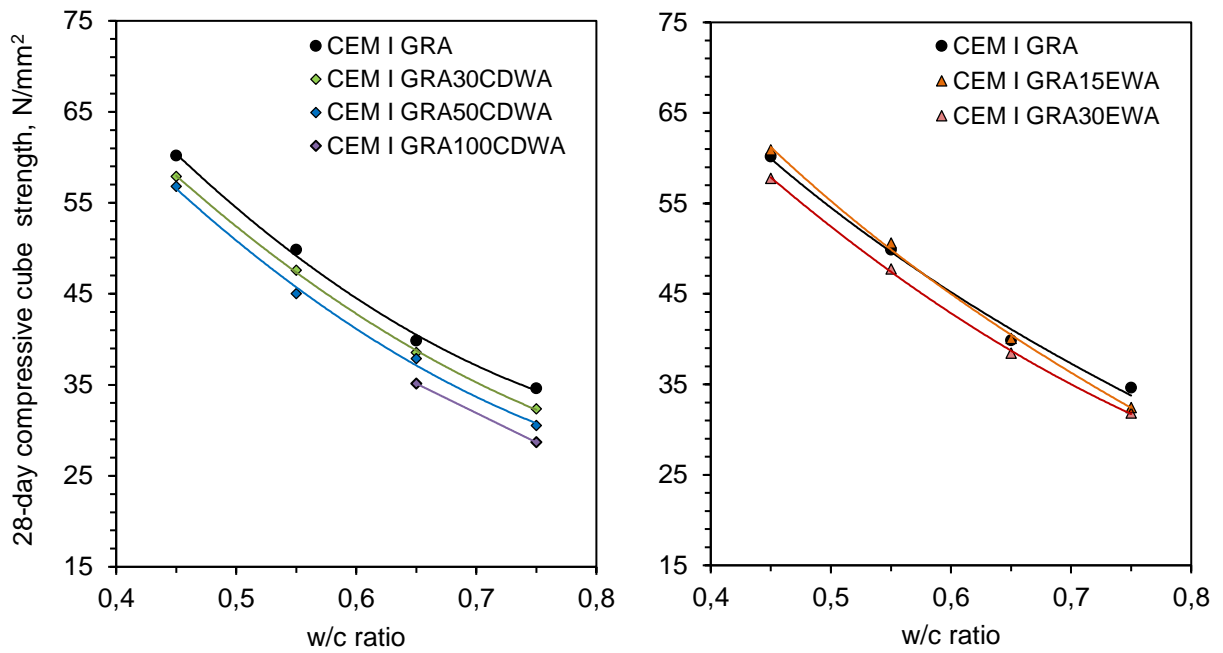 28-day compressive cube strength, N/mm²
75
65
55
45
35
25
15
0,4
0,5
0,6
0,7
0,8
w/c ratio
CEM I GRA
CEM I GRA30CDWA
CEM I GRA50CDWA
CEM I GRA100CDWA
75
65
55
45
35
25
15
0,4
0,5
0,6
0,7
0,8
w/c ratio
CEM I GRA
CEM I GRA15EWA
CEM I GRA30EWA